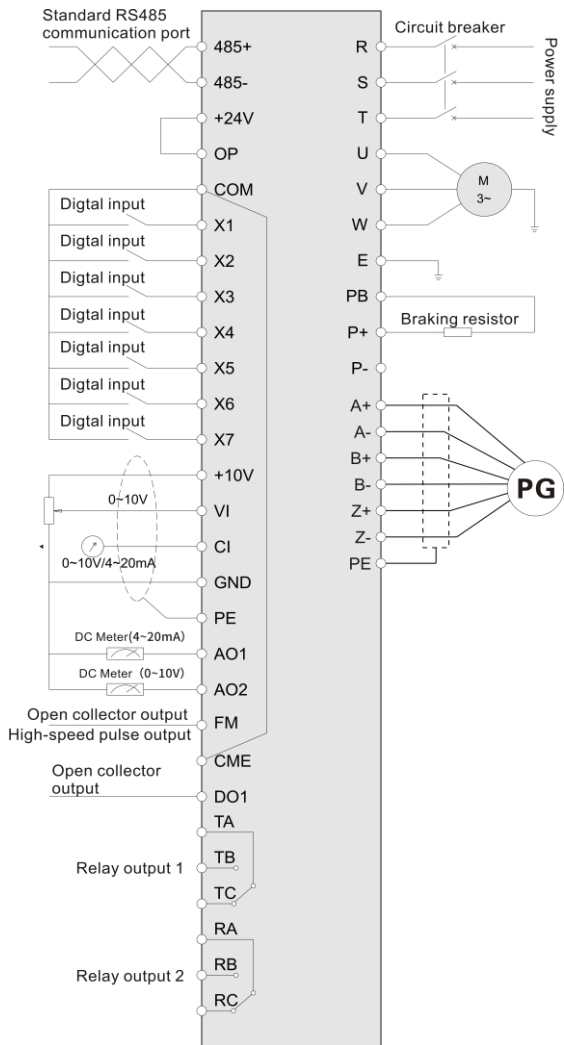 Standard RS485
communication port
485+
485-
+24V
OP
COM
Digtal input
X1
Digtal input
X2
Digtal input
X3
Digtal input
X4
Digtal input
X5
Digtal input
X6
Digtal input
X7
+10V
0~10V
VI
CI
0~10V/4~20mA
GND
PE
DC Meter(4~20mA)
AO1
DC Meter (0~10V)
AO2
Open collector output
High-speed pulse output
FM
CME
Open collector
output
DO1
TA
Relay output 1
TB
TC
RA
Relay output 2
RB
RC
R
Circuit breaker
S
T
Power supply
U
V
W
M
3~
E
PB
P+
Braking resistor
P-
A+
A-
B+
B-
Z+
Z-
PE
PG